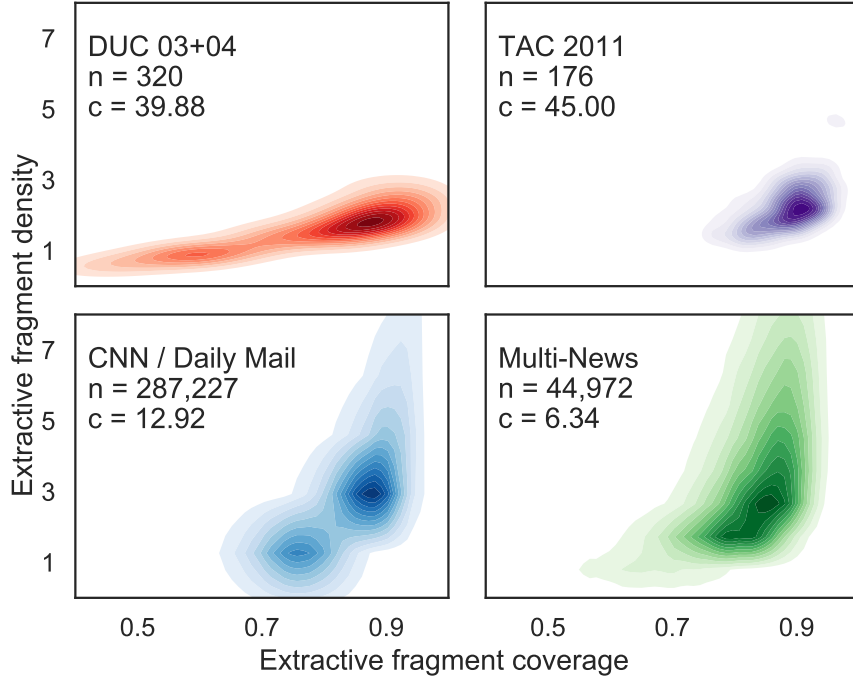 DUC 03+04
n = 320
c = 39.88
TAC 2011
n = 176
c = 45.00
7
5
3
1
CNN / Daily Mail
n = 287,227
c = 12.92
Multi-News
n = 44,972
c = 6.34
7
5
3
1
Extractive fragment density
0.5 0.7 0.9
0.5 0.7 0.9
Extractive fragment coverage